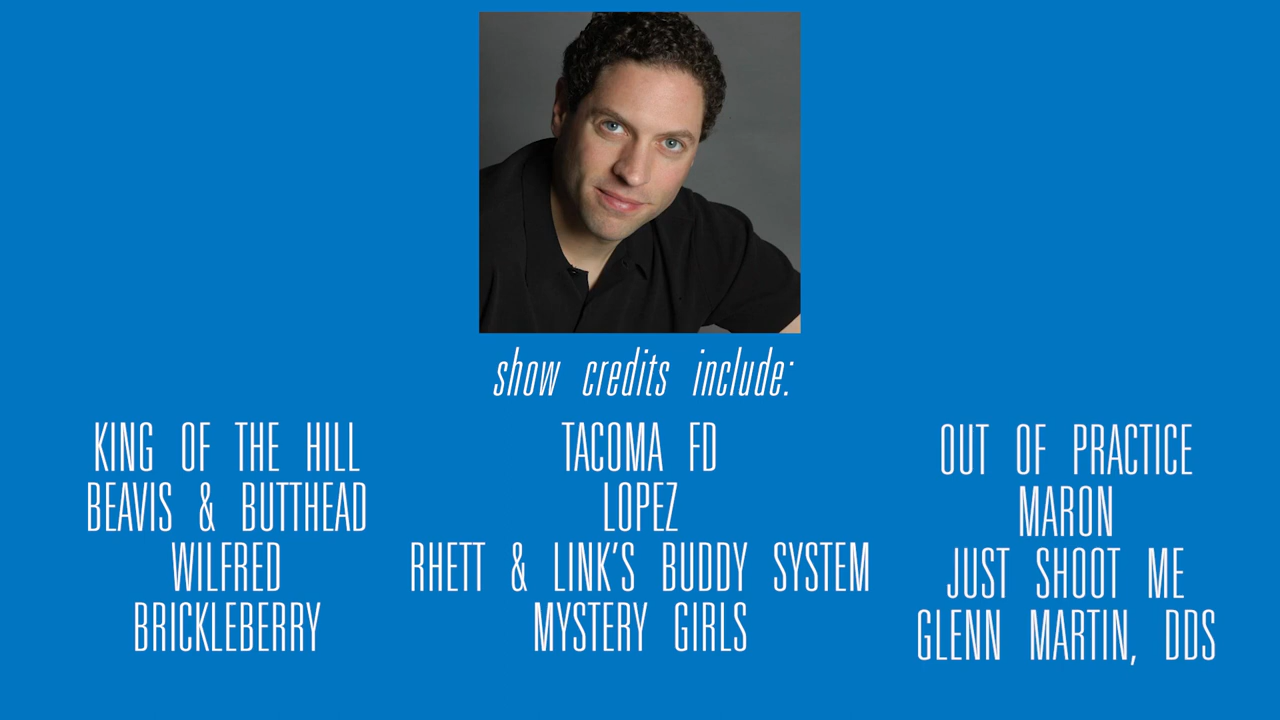 show credits include:
KING OF THE HILL
BEAVIS & BUTTHEAD
WILFRED
BRICKLEBERRY
TACOMA FD
LOPEZ
RHETT & LINK'S BUDDY SYSTEM
MYSTERY GIRLS
OUT OF PRACTICE
MARON
JUST SHOOT ME
GLENN MARTIN, DDS